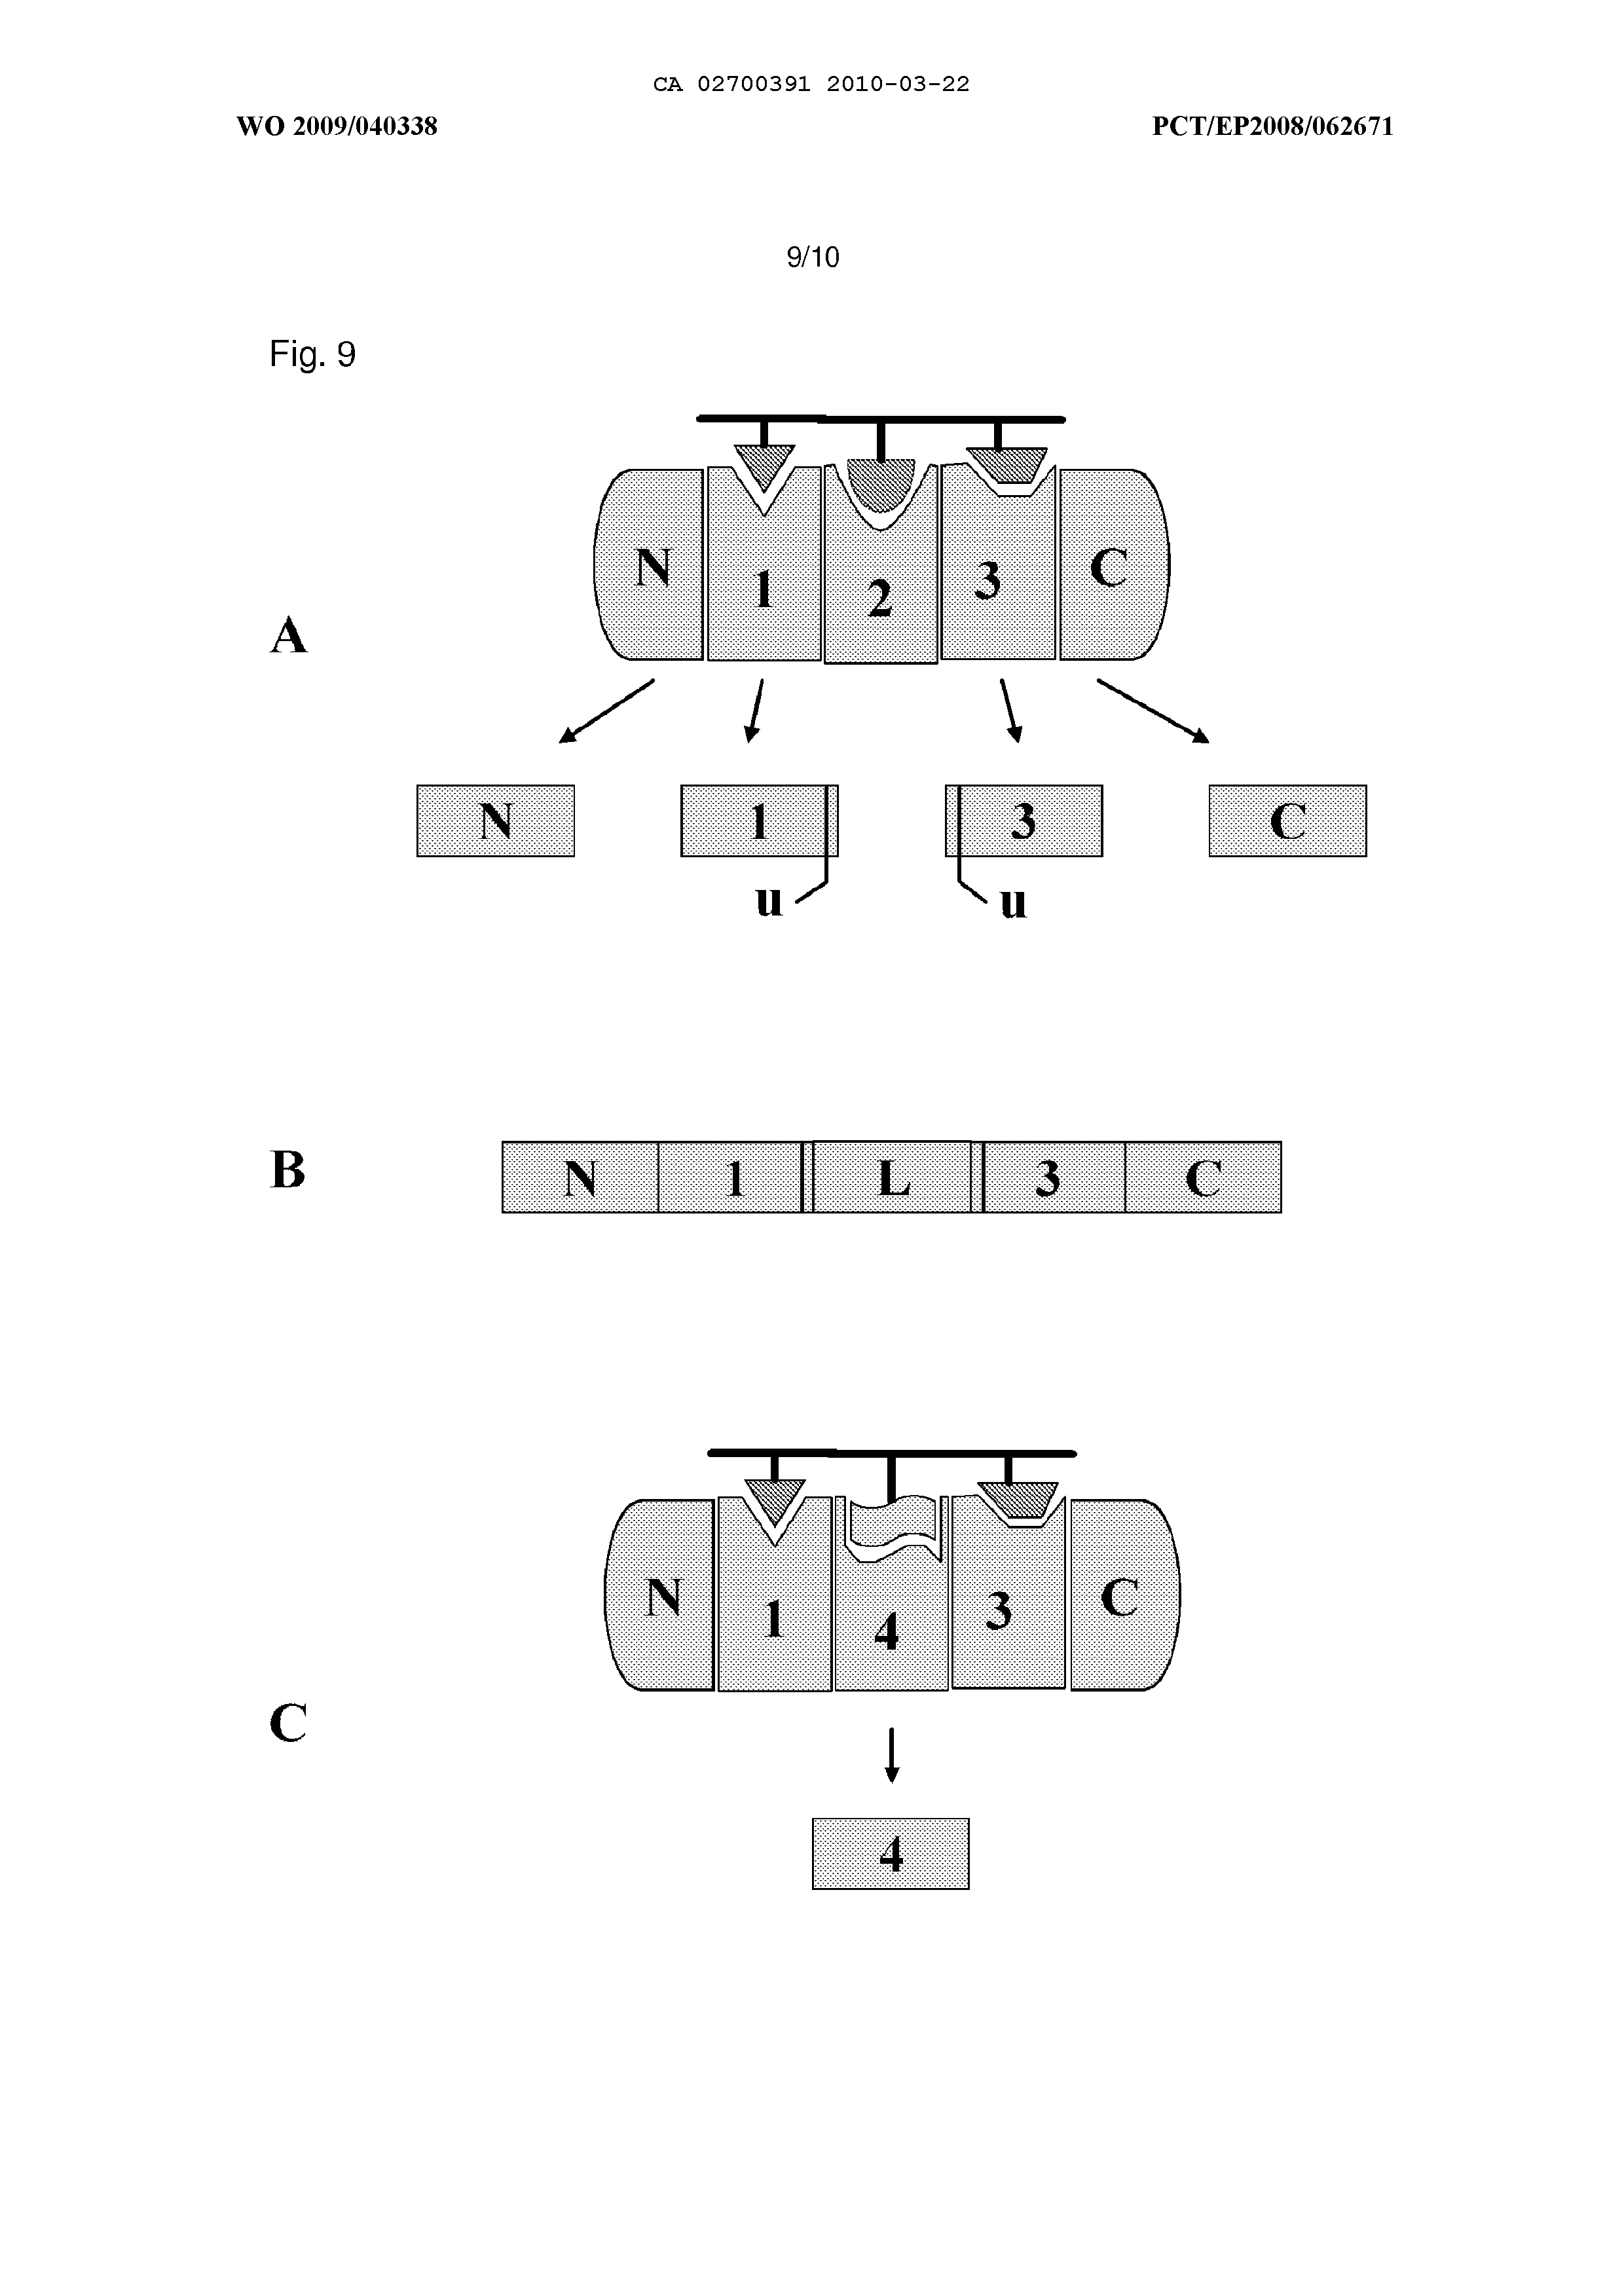 CA 02700391 2010-03-22
WO 2009/040338 PCT/EP2008/062671
9/10
Fig. 9
N 1 2 3 C
A
N 1 3 C
u u
B
N 1 L 3 C
N 1 4 3 C
C
4